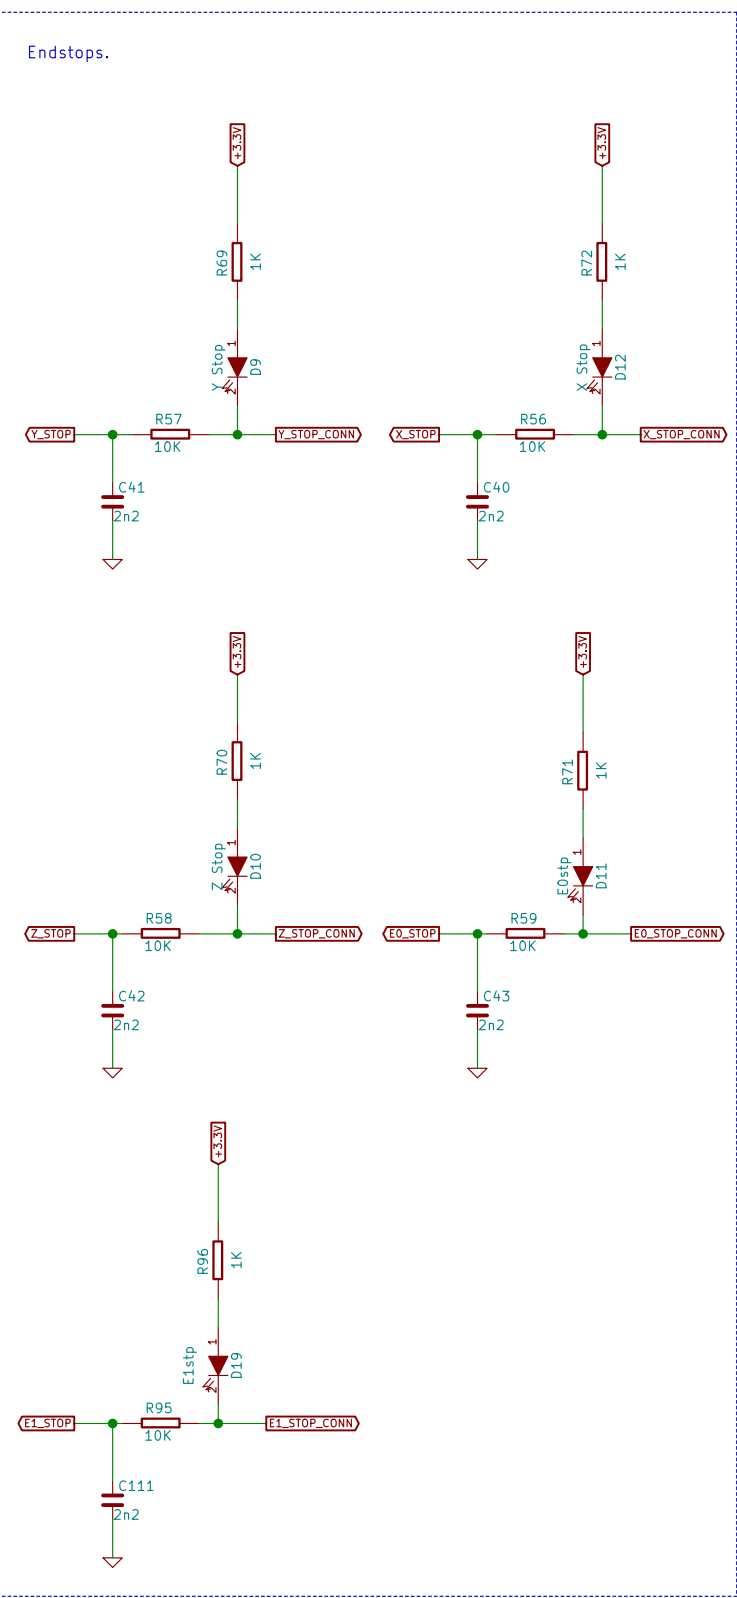 Endstops.
+3.3V
+3.3V
R69
1K
R72
1K
Y Stop
1
2
D9
X Stop
1
2
D12
Y_STOP
R57
10K
Y_STOP_CONN
X_STOP
R56
10K
X_STOP_CONN
C41
2n2
C40
2n2
+3.3V
+3.3V
R70
1K
R71
1K
Z Stop
1
2
D10
E0stp
1
2
D11
Z_STOP
R58
10K
Z_STOP_CONN
E0_STOP
R59
10K
E0_STOP_CONN
C42
2n2
C43
2n2
+3.3V
R96
1K
E1stp
1
2
D19
E1_STOP
R95
10K
E1_STOP_CONN
C111
2n2